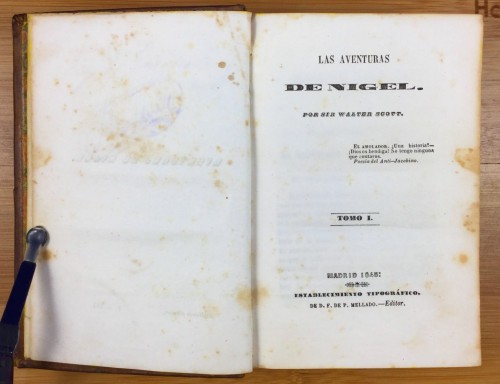 LAS AVENTURAS
DE NIGEL.
POR SIR WALTER SCOTT.
EL AMOLADOR. ¿Una historia?—
¡Dios os bendiga! No tengo ninguna
que contaros.
Poesía del Anti-Jacobino.
TOMO I.
MADRID 1845:
ESTABLECIMIENTO TIPOGRÁFICO.
DE D. F. DE P. MELLADO.—Editor.